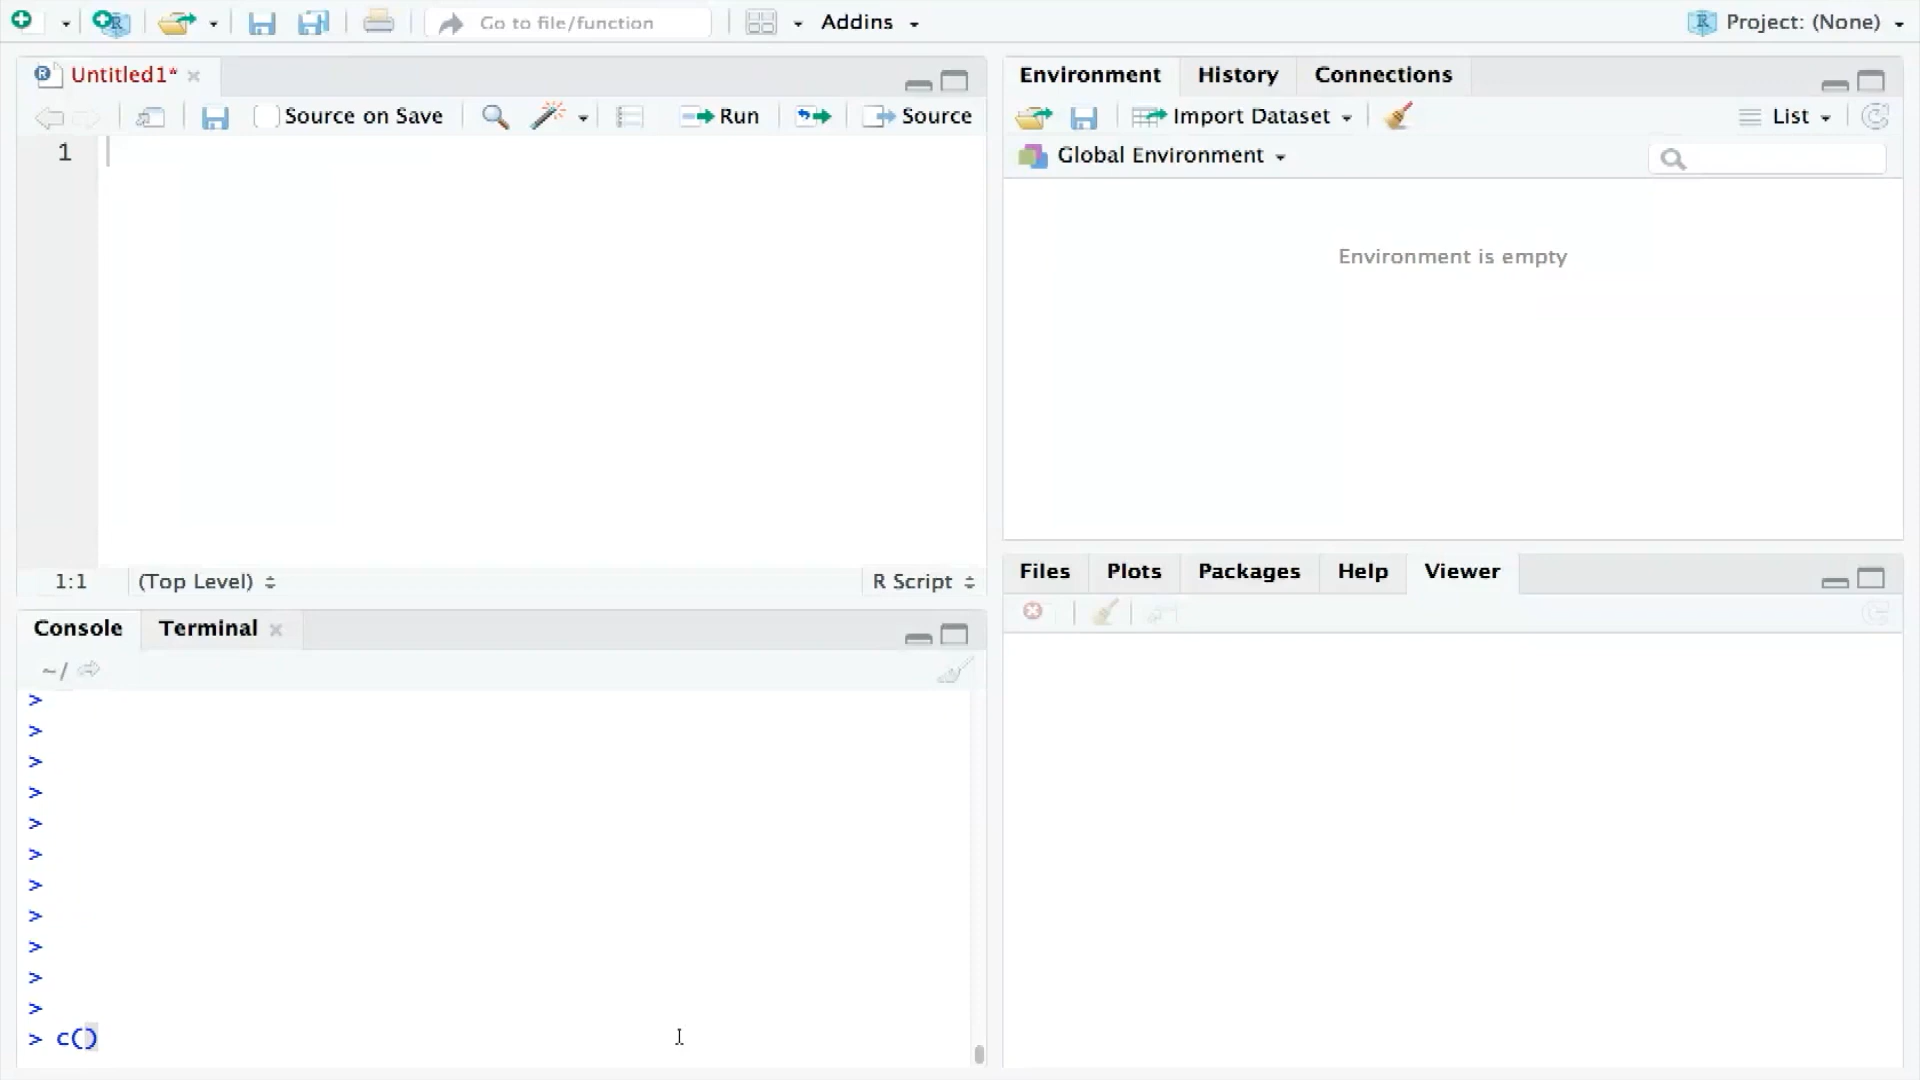 Go to file/function
Addins
Project: (None)
Untitled1*
Source on Save
Run
Source
1
1:1
(Top Level)
R Script
Console
Terminal
~/
>
>
>
>
>
>
>
>
>
>
>
> c()
Environment
History
Connections
Import Dataset
List
Global Environment
Environment is empty
Files
Plots
Packages
Help
Viewer